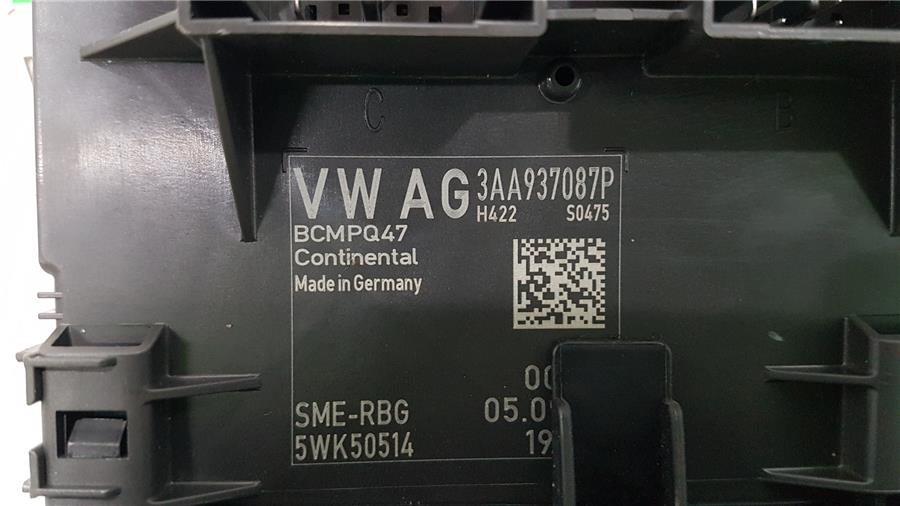 C
B
VW AG 3AA937087P
H422 S0475
BCMPQ47
Continental
Made in Germany
SME-RBG
5WK50514